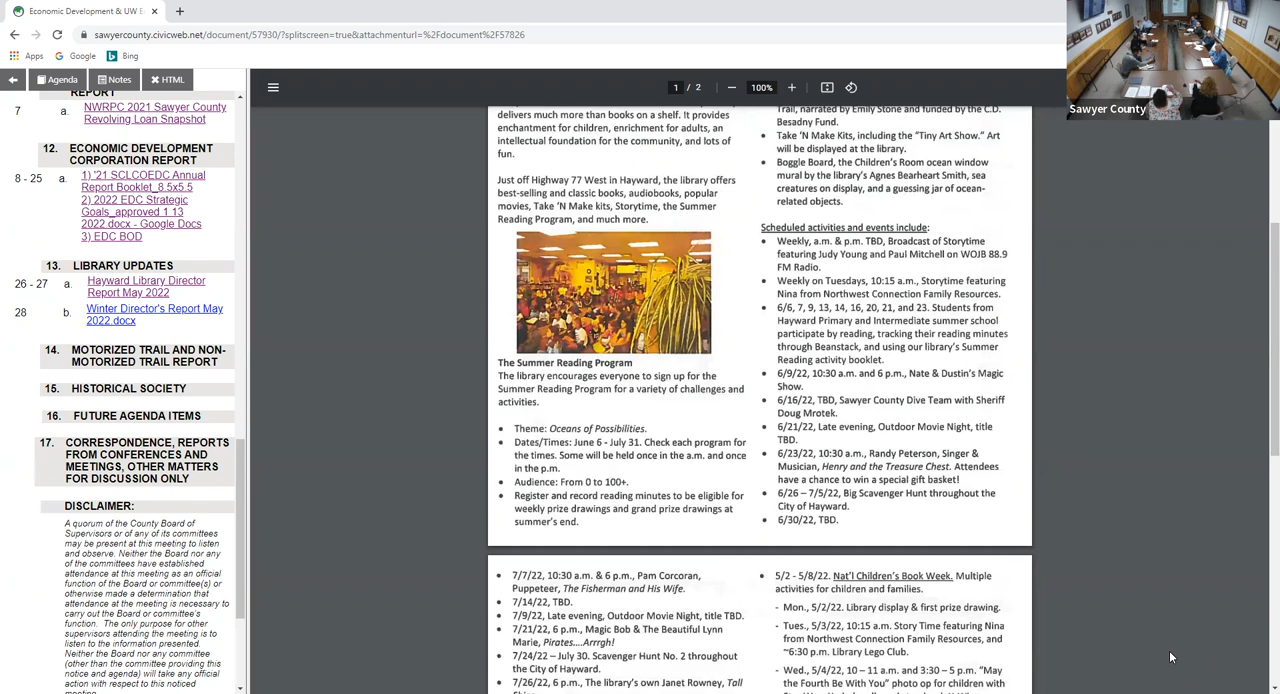 Economic Development & UW E
sawyercounty.civicweb.net/document/57930/?splitscreen=true&attachmenturl=%2Fdocument%2F57826
Apps
Google
Bing
Agenda
Notes
HTML
REPORT
7
a.
NWRPC 2021 Sawyer County
Revolving Loan Snapshot
12. ECONOMIC DEVELOPMENT
CORPORATION REPORT
8 - 25
a.
1) '21 SCLCOEDC Annual
Report Booklet_8.5x5.5
2) 2022 EDC Strategic
Goals_approved 1 13
2022.docx - Google Docs
3) EDC BOD
13. LIBRARY UPDATES
26 - 27
a.
Hayward Library Director
Report May 2022
28
b.
Winter Director's Report May
2022.docx
14. MOTORIZED TRAIL AND NON-
MOTORIZED TRAIL REPORT
15. HISTORICAL SOCIETY
16. FUTURE AGENDA ITEMS
17. CORRESPONDENCE, REPORTS
FROM CONFERENCES AND
MEETINGS, OTHER MATTERS
FOR DISCUSSION ONLY
DISCLAIMER:
A quorum of the County Board of
Supervisors or of any of its committees
may be present at this meeting to listen
and observe. Neither the Board nor any
of the committees have established
attendance at this meeting as an official
function of the Board or committee(s) or
otherwise made a determination that
attendance at the meeting is necessary to
carry out the Board or committee's
function. The only purpose for other
supervisors attending the meeting is to
listen to the information presented.
Neither the Board nor any committee
(other than the committee providing this
notice and agenda) will take any official
action with respect to this noticed
meeting.
1 / 2
100%
delivers much more than books on a shelf. It provides
enchantment for children, enrichment for adults, an
intellectual foundation for the community, and lots of
fun.
Just off Highway 77 West in Hayward, the library offers
best-selling and classic books, audiobooks, popular
movies, Take 'N Make kits, Storytime, the Summer
Reading Program, and much more.
The Summer Reading Program
The library encourages everyone to sign up for the
Summer Reading Program for a variety of challenges and
activities.
• Theme: Oceans of Possibilities.
• Dates/Times: June 6 - July 31. Check each program for
the times. Some will be held once in the a.m. and once
in the p.m.
• Audience: From 0 to 100+.
• Register and record reading minutes to be eligible for
weekly prize drawings and grand prize drawings at
summer's end.
Trail, narrated by Emily Stone and funded by the C.D.
Besadny Fund.
• Take 'N Make Kits, including the "Tiny Art Show." Art
will be displayed at the library.
• Boggle Board, the Children's Room ocean window
mural by the library's Agnes Bearheart Smith, sea
creatures on display, and a guessing jar of ocean-
related objects.
Scheduled activities and events include:
• Weekly, a.m. & p.m. TBD, Broadcast of Storytime
featuring Judy Young and Paul Mitchell on WOJB 88.9
FM Radio.
• Weekly on Tuesdays, 10:15 a.m., Storytime featuring
Nina from Northwest Connection Family Resources.
• 6/6, 7, 9, 13, 14, 16, 20, 21, and 23. Students from
Hayward Primary and Intermediate summer school
participate by reading, tracking their reading minutes
through Beanstack, and using our library's Summer
Reading activity booklet.
• 6/9/22, 10:30 a.m. and 6 p.m., Nate & Dustin's Magic
Show.
• 6/16/22, TBD, Sawyer County Dive Team with Sheriff
Doug Mrotek.
• 6/21/22, Late evening, Outdoor Movie Night, title
TBD.
• 6/23/22, 10:30 a.m., Randy Peterson, Singer &
Musician, Henry and the Treasure Chest. Attendees
have a chance to win a special gift basket!
• 6/26 – 7/5/22, Big Scavenger Hunt throughout the
City of Hayward.
• 6/30/22, TBD.
• 7/7/22, 10:30 a.m. & 6 p.m., Pam Corcoran,
Puppeteer, The Fisherman and His Wife.
• 7/14/22, TBD.
• 7/9/22, Late evening, Outdoor Movie Night, title TBD.
• 7/21/22, 6 p.m., Magic Bob & The Beautiful Lynn
Marie, Pirates....Arrrgh!
• 7/24/22 – July 30. Scavenger Hunt No. 2 throughout
the City of Hayward.
• 7/26/22, 6 p.m., The library's own Janet Rowney, Tall
• 5/2 - 5/8/22. Nat'l Children's Book Week. Multiple
activities for children and families.
- Mon., 5/2/22. Library display & first prize drawing.
- Tues., 5/3/22, 10:15 a.m. Story Time featuring Nina
from Northwest Connection Family Resources, and
~6:30 p.m. Library Lego Club.
- Wed., 5/4/22, 10 – 11 a.m. and 3:30 – 5 p.m. "May
the Fourth Be With You" photo op for children with
Sawyer County